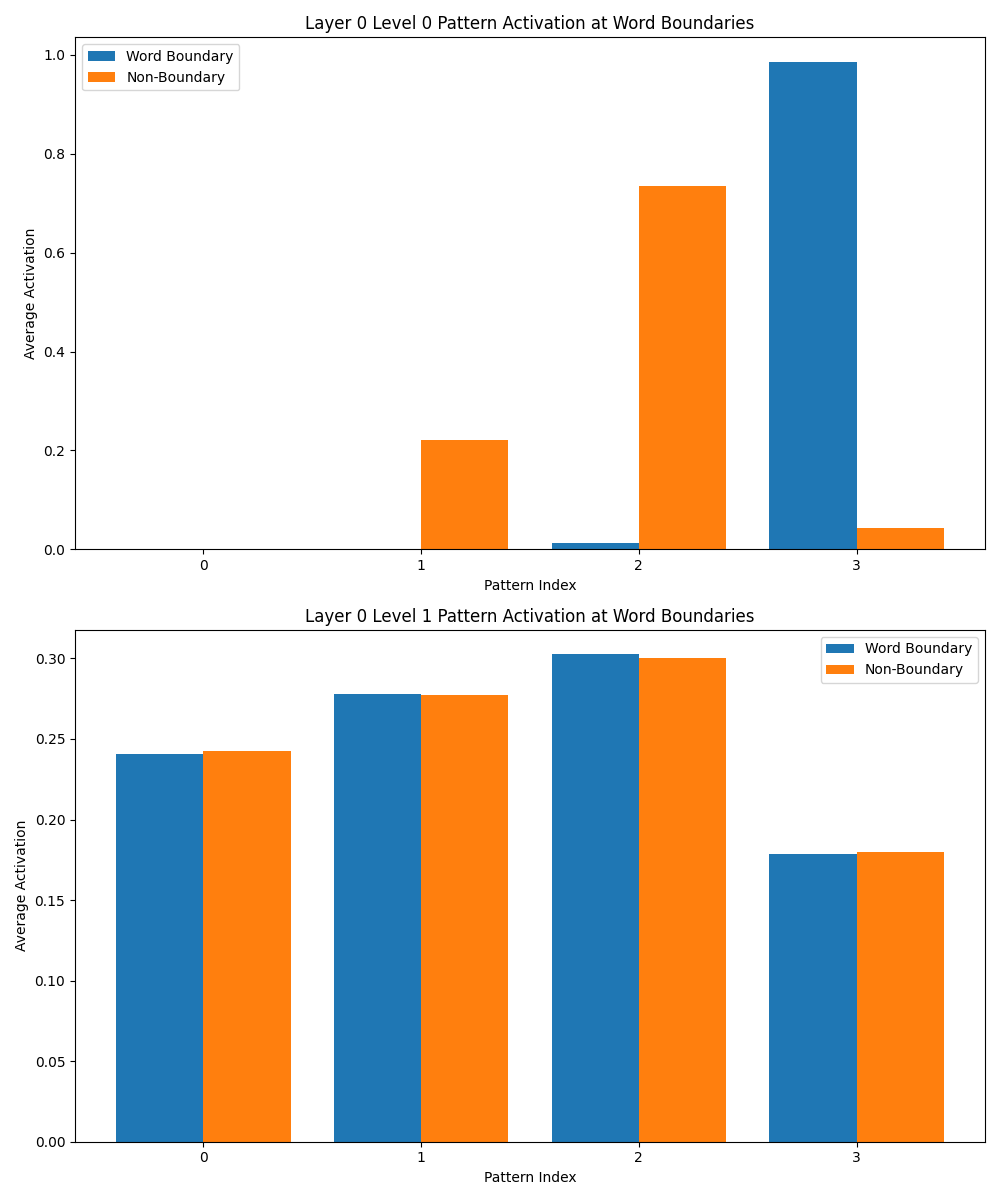 Layer 0 Level 0 Pattern Activation at Word Boundaries
Word Boundary
Non-Boundary
1.0
0.8
0.6
0.4
0.2
0.0
Average Activation
0 1 2 3
Pattern Index
Layer 0 Level 1 Pattern Activation at Word Boundaries
Word Boundary
Non-Boundary
0.30
0.25
0.20
0.15
0.10
0.05
0.00
Average Activation
0 1 2 3
Pattern Index